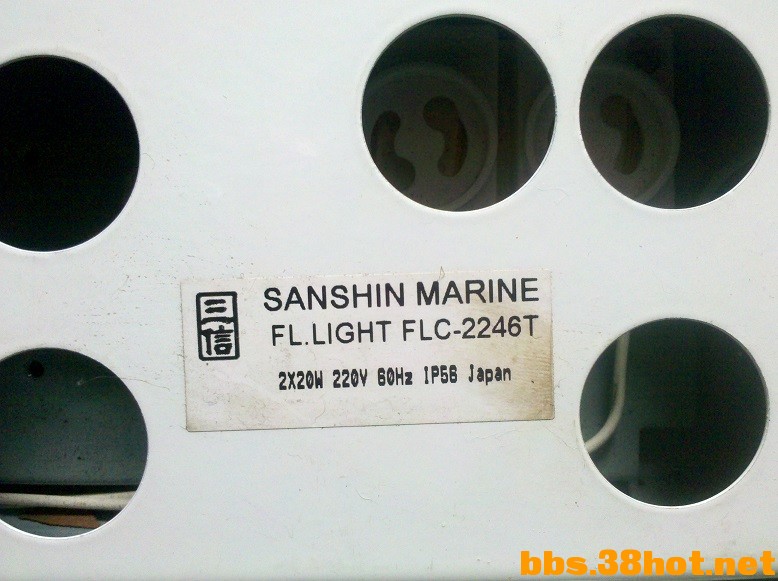 三信
SANSHIN MARINE
FL.LIGHT FLC-2246T
2X20W 220V 60Hz IP56 Japan
bbs.38hot.net